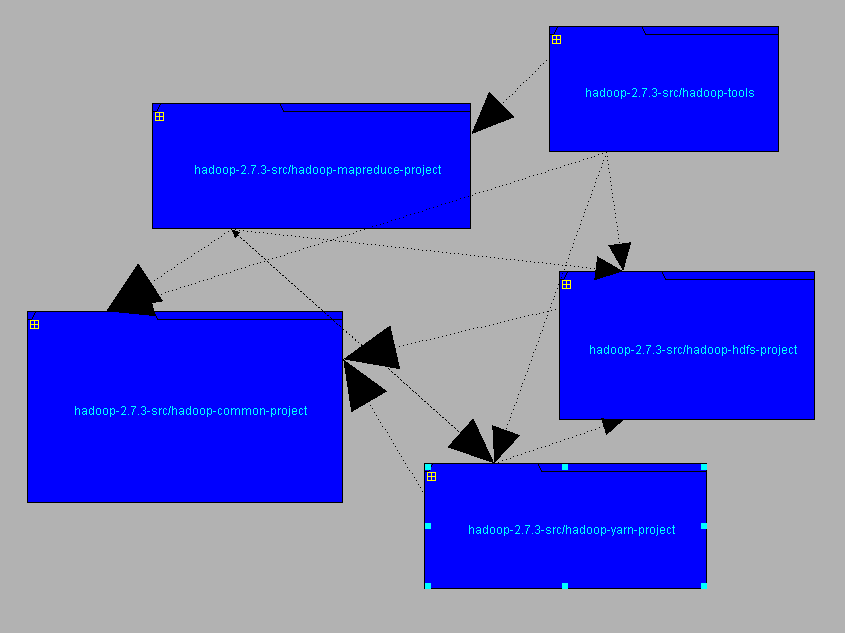 hadoop-2.7.3-src/hadoop-tools
hadoop-2.7.3-src/hadoop-mapreduce-project
hadoop-2.7.3-src/hadoop-hdfs-project
hadoop-2.7.3-src/hadoop-common-project
hadoop-2.7.3-src/hadoop-yarn-project